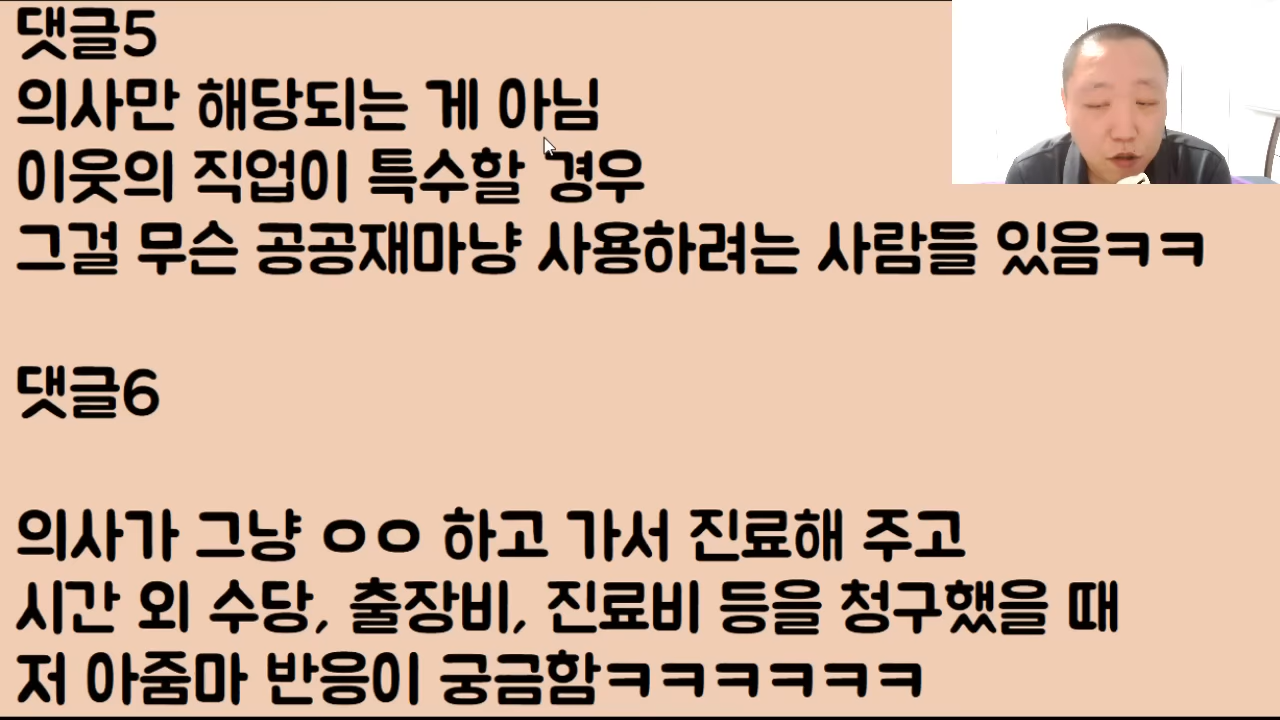 댓글5
의사만 해당되는 게 아님
이웃의 직업이 특수할 경우
그걸 무슨 공공재마냥 사용하려는 사람들 있음ㅋㅋ
댓글6
의사가 그냥 ㅇㅇ 하고 가서 진료해 주고
시간 외 수당, 출장비, 진료비 등을 청구했을 때
저 아줌마 반응이 궁금함ㅋㅋㅋㅋㅋㅋ